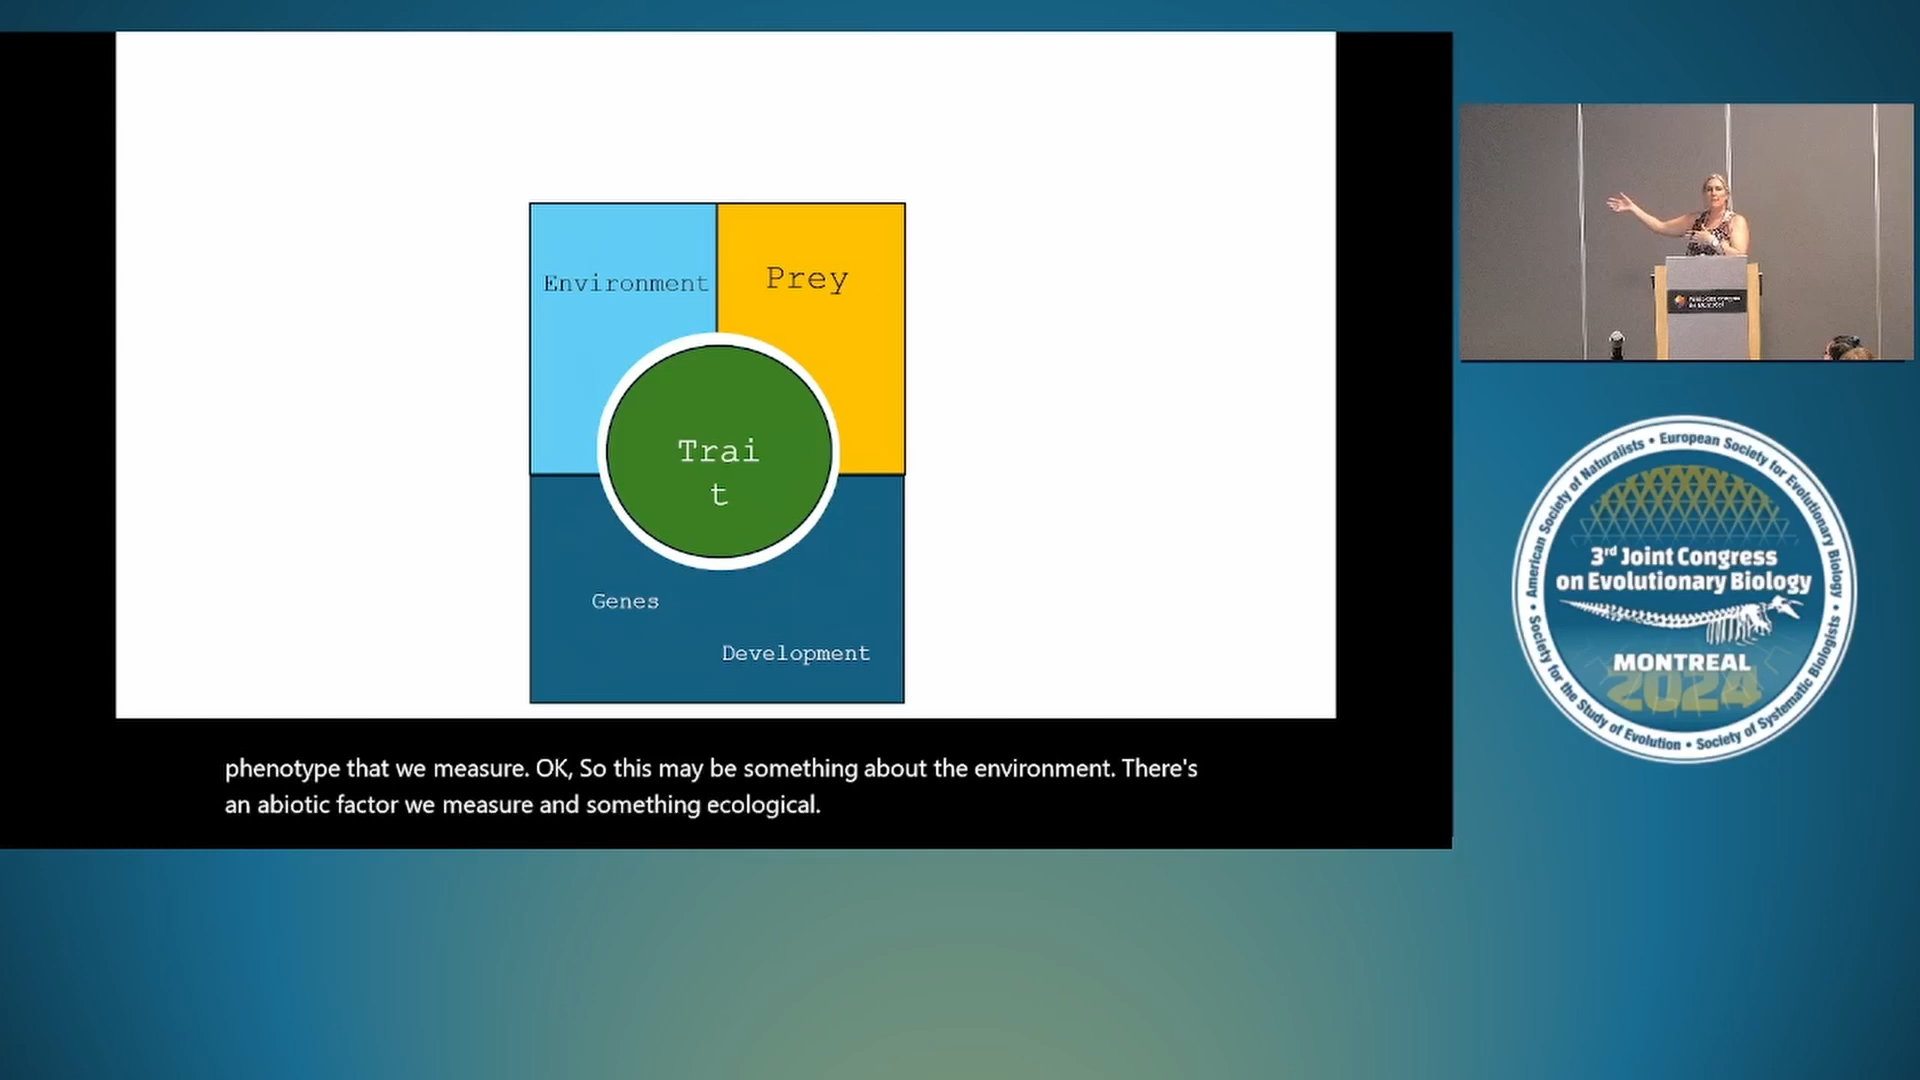 Environment
Prey
Trai
t
Genes
Development
phenotype that we measure. OK, So this may be something about the environment. There's
an abiotic factor we measure and something ecological.
American Society of Naturalists • European Society for Evolutionary Biology •
Society for the Study of Evolution • Society of Systematic Biologists •
3rd Joint Congress
on Evolutionary Biology
MONTREAL
2024